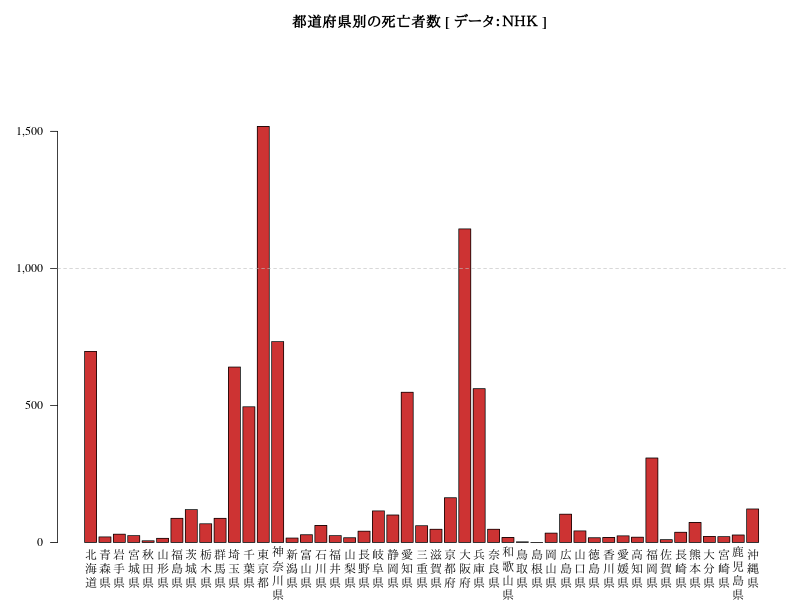 都道府県別の死亡者数 [ データ：NHK ]
1,500
1,000
500
0
北海道
青森県
岩手県
宮城県
秋田県
山形県
福島県
茨城県
栃木県
群馬県
埼玉県
千葉県
東京都
神奈川県
新潟県
富山県
石川県
福井県
山梨県
長野県
岐阜県
静岡県
愛知県
三重県
滋賀県
京都府
大阪府
兵庫県
奈良県
和歌山県
鳥取県
島根県
岡山県
広島県
山口県
徳島県
香川県
愛媛県
高知県
福岡県
佐賀県
長崎県
熊本県
大分県
宮崎県
鹿児島県
沖縄県